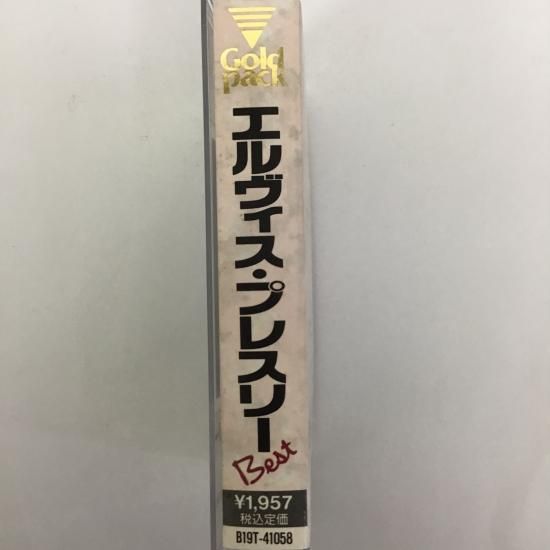 Gold
pack
エルヴィス・プレスリー
Best
¥1,957
税込定価
B19T-41058